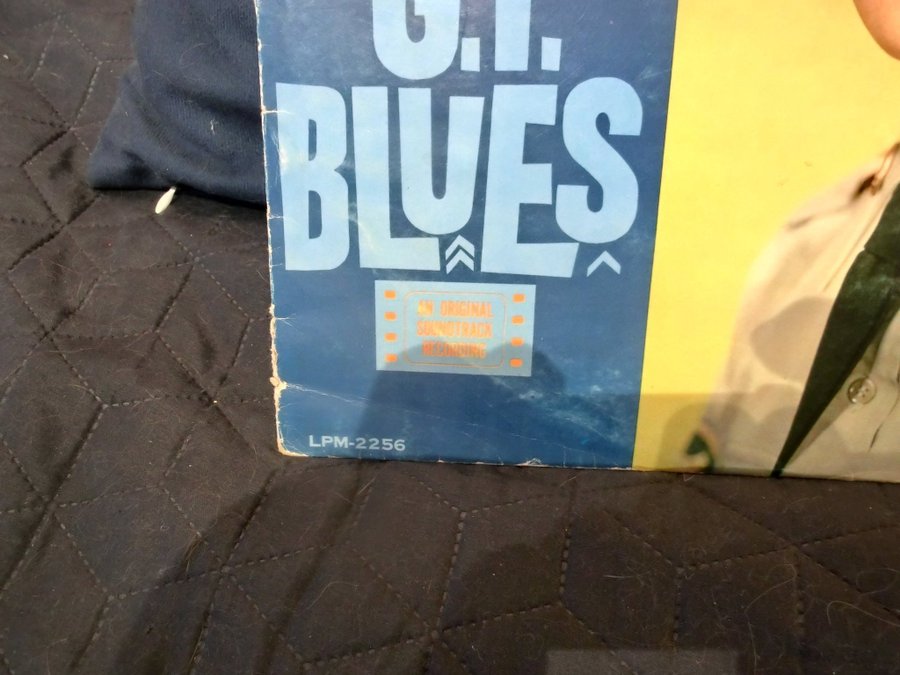 G.I.
BLUES
AN ORIGINAL
SOUNDTRACK
RECORDING
LPM-2256